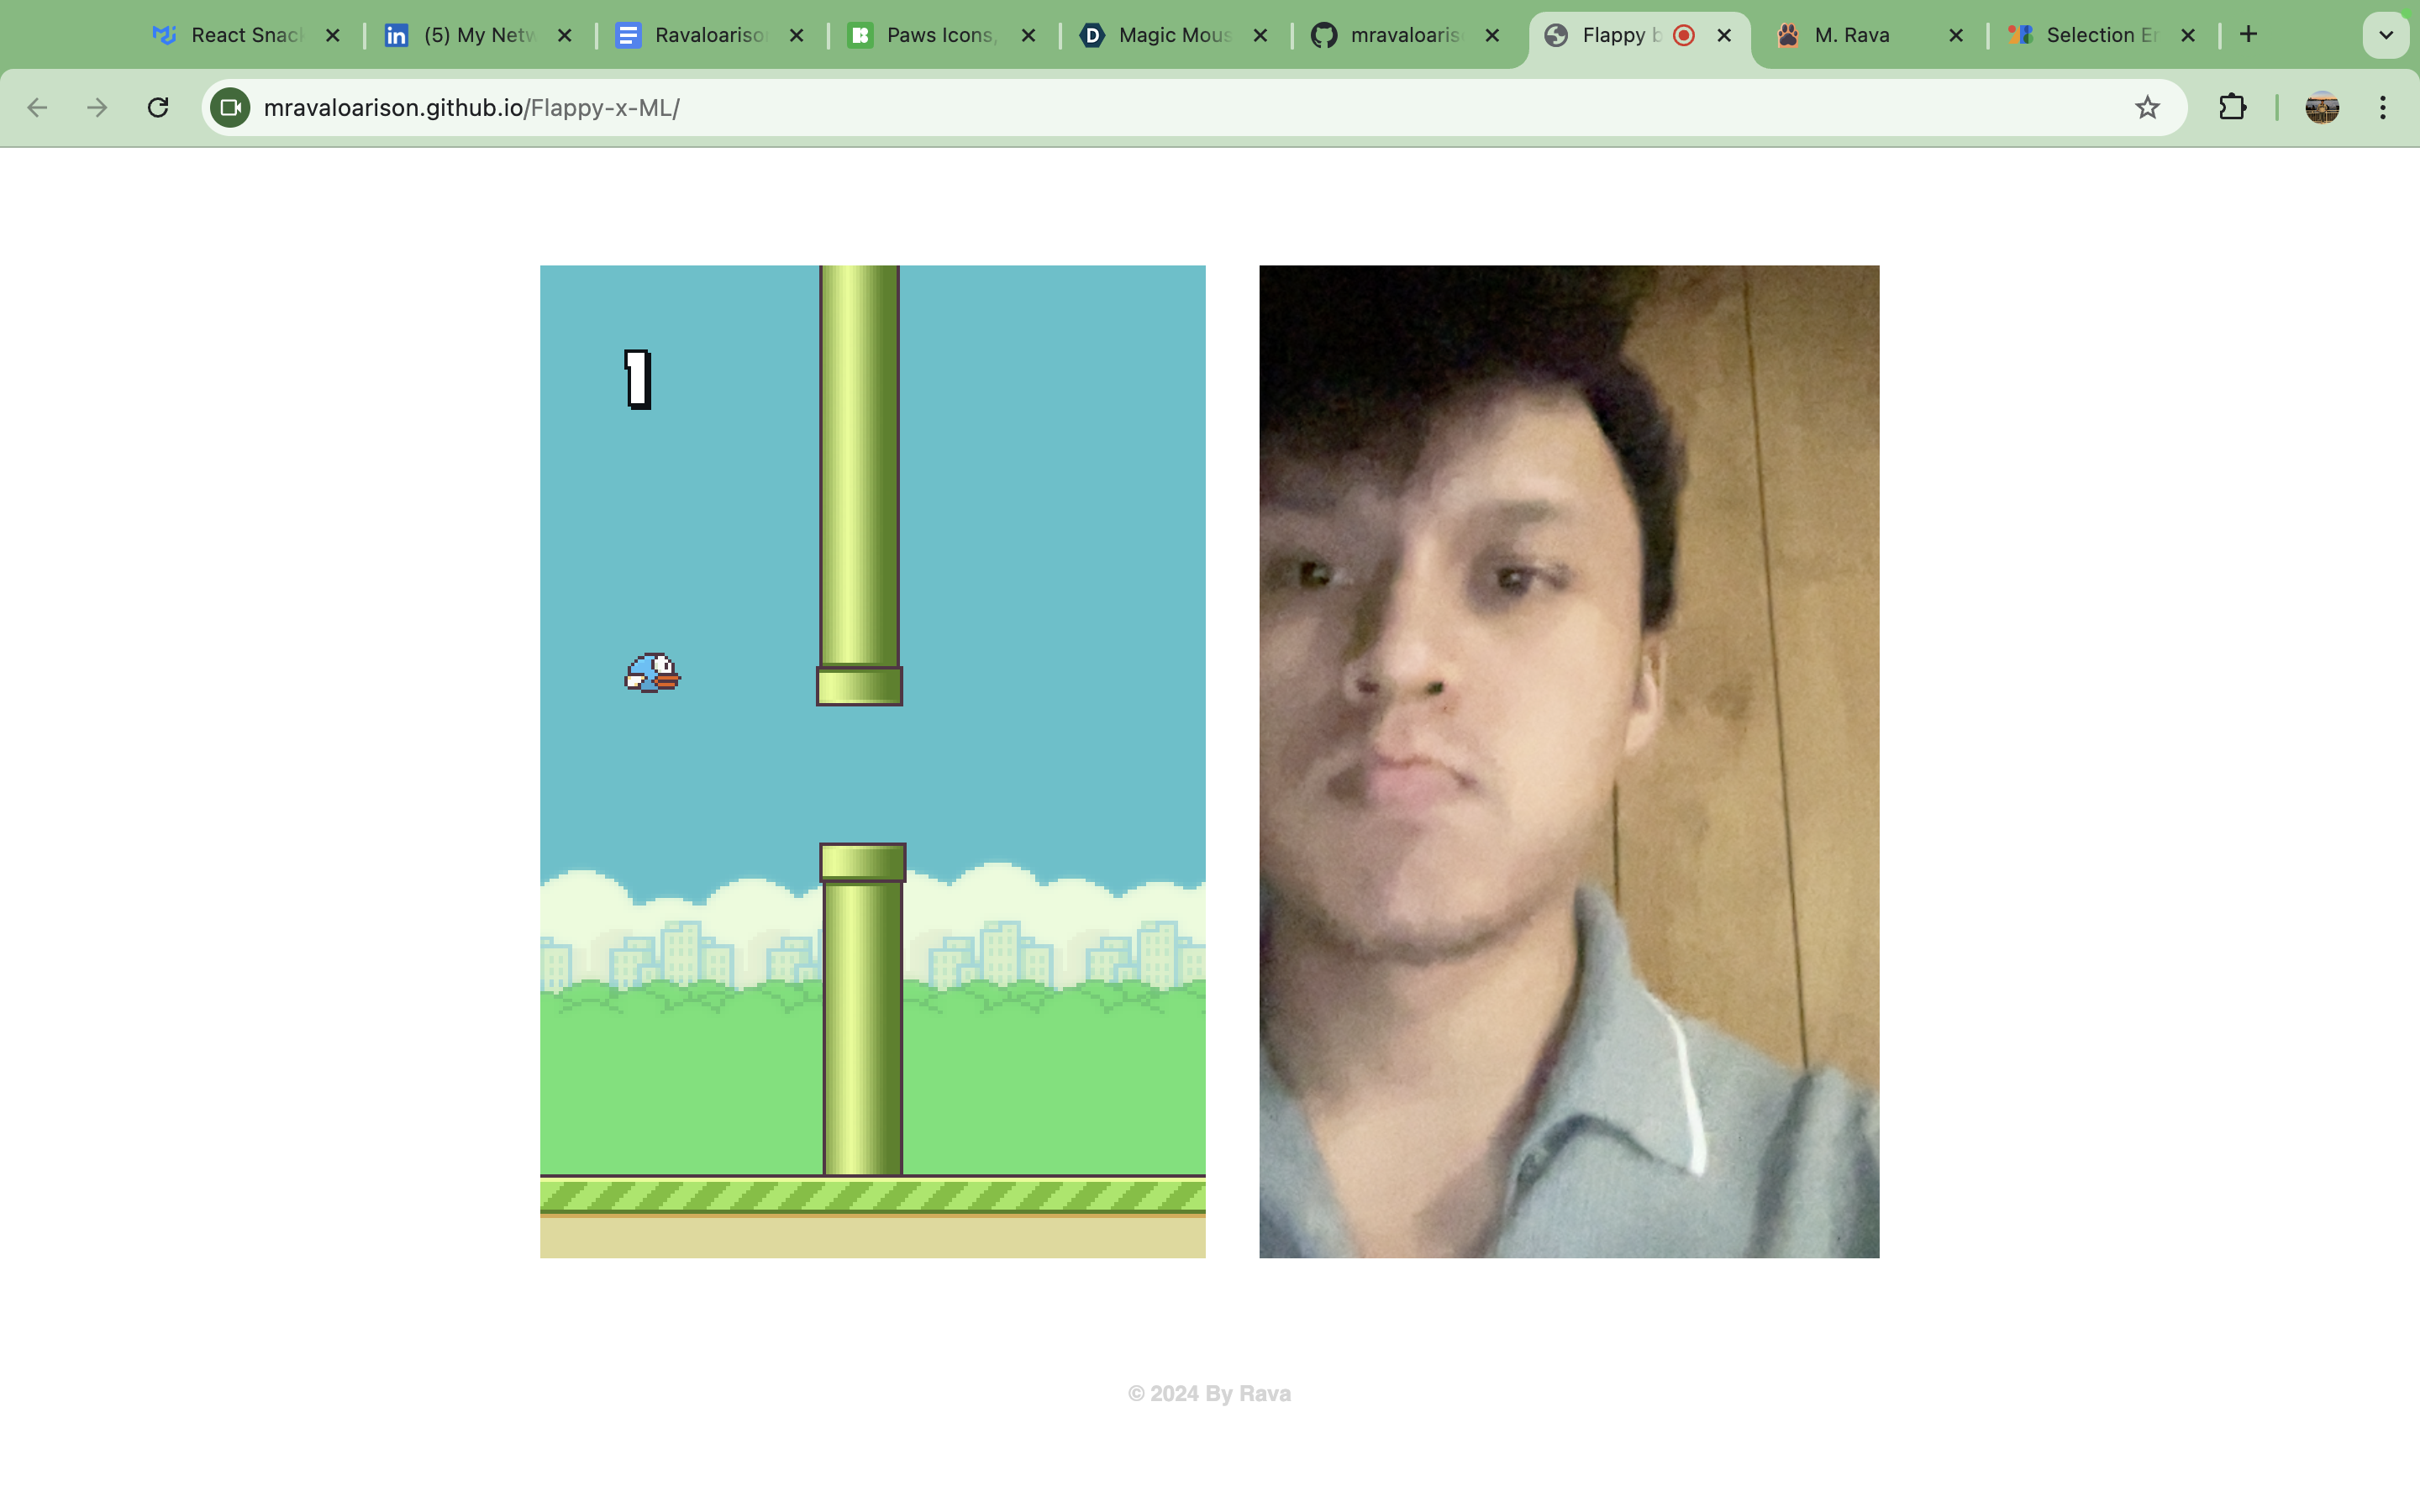 React Snac
(5) My Netw
Ravaloariso
Paws Icons,
Magic Mous
mravaloaris
Flappy b
M. Rava
Selection Er
mravaloarison.github.io/Flappy-x-ML/
1
© 2024 By Rava